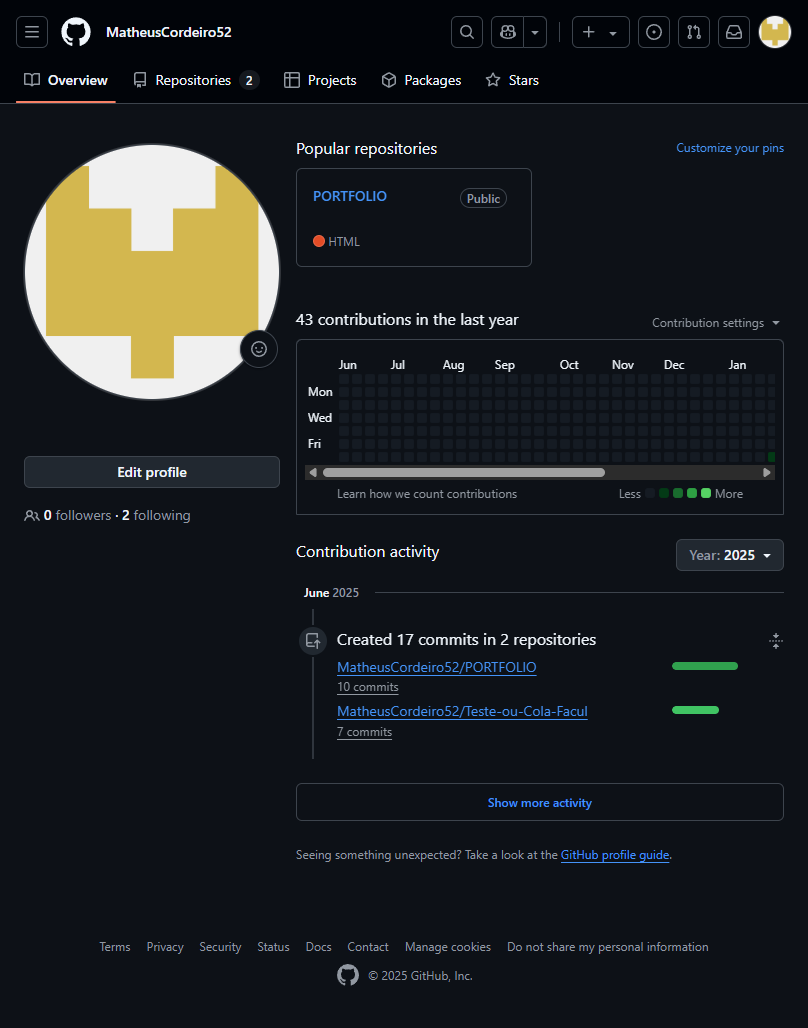 MatheusCordeiro52
Overview Repositories 2 Projects Packages Stars
Popular repositories Customize your pins
PORTFOLIO Public
HTML
43 contributions in the last year Contribution settings
Jun Jul Aug Sep Oct Nov Dec Jan
Mon
Wed
Fri
Learn how we count contributions Less More
Edit profile
0 followers · 2 following
Contribution activity Year: 2025
June 2025
Created 17 commits in 2 repositories
MatheusCordeiro52/PORTFOLIO
10 commits
MatheusCordeiro52/Teste-ou-Cola-Facul
7 commits
Show more activity
Seeing something unexpected? Take a look at the GitHub profile guide.
Terms Privacy Security Status Docs Contact Manage cookies Do not share my personal information
© 2025 GitHub, Inc.